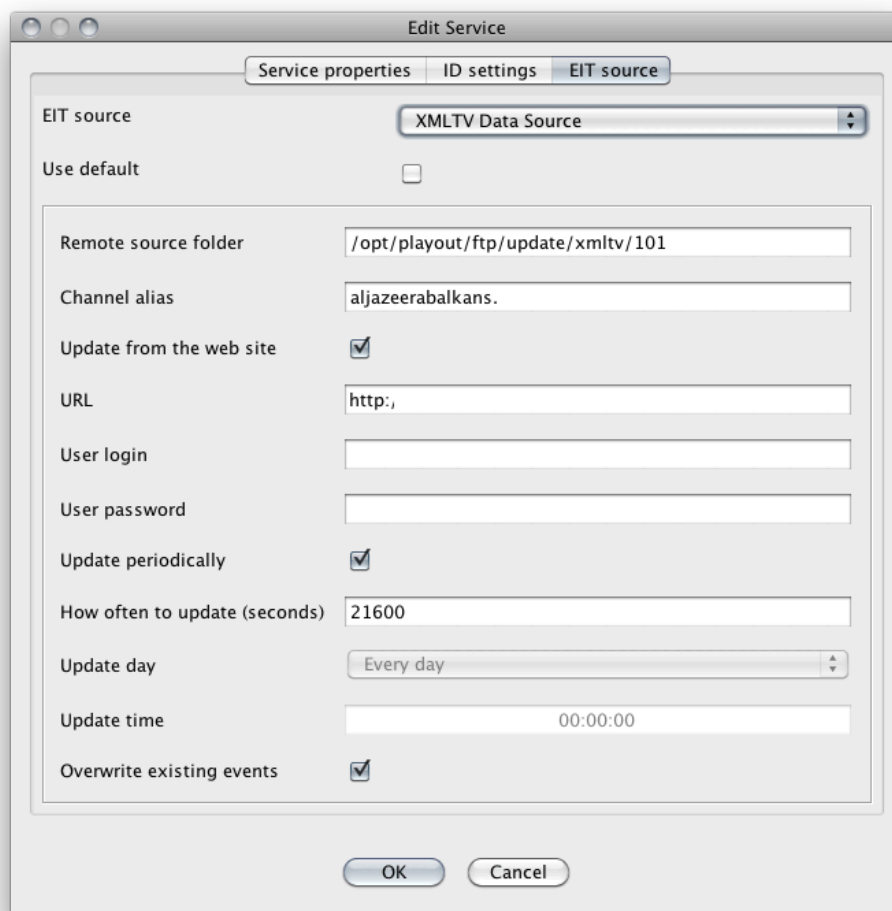 Edit Service
Service properties ID settings EIT source
EIT source XMLTV Data Source
Use default
Remote source folder /opt/playout/ftp/update/xmltv/101
Channel alias aljazeerabalkans.
Update from the web site
URL http:/
User login
User password
Update periodically
How often to update (seconds) 21600
Update day Every day
Update time 00:00:00
Overwrite existing events
OK Cancel